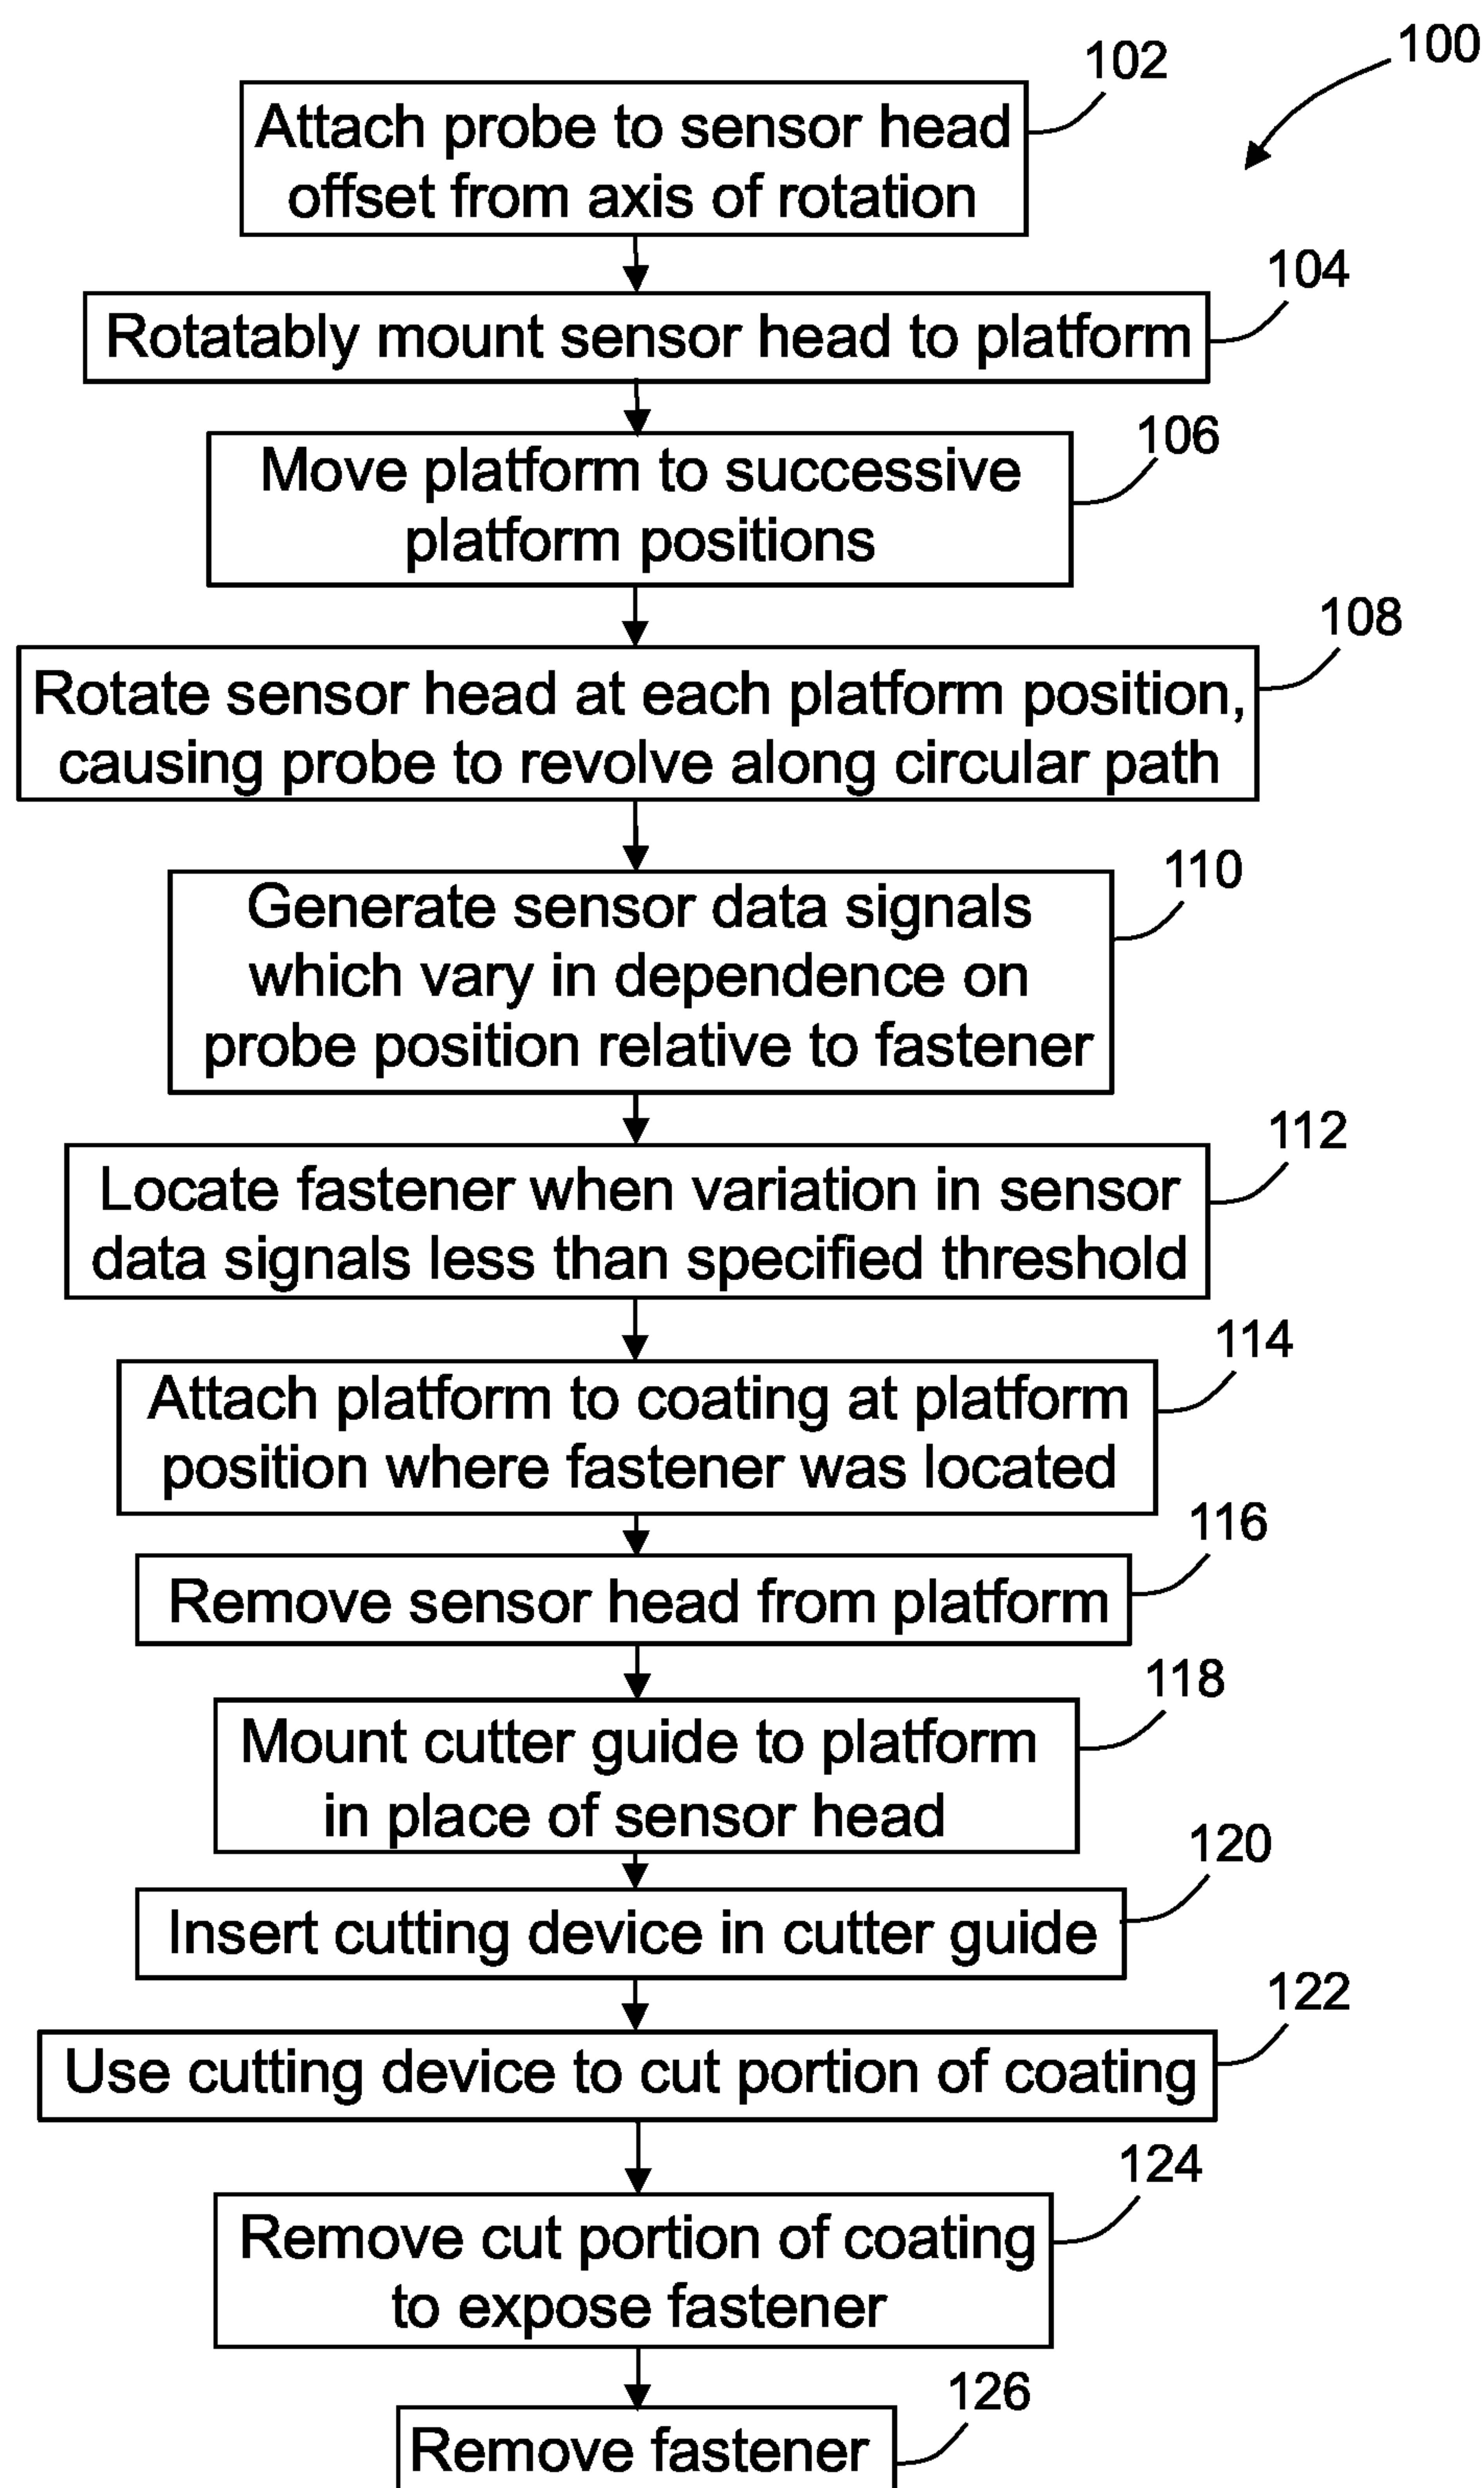 100
102
Attach probe to sensor head
offset from axis of rotation
104
Rotatably mount sensor head to platform
106
Move platform to successive
platform positions
108
Rotate sensor head at each platform position,
causing probe to revolve along circular path
110
Generate sensor data signals
which vary in dependence on
probe position relative to fastener
112
Locate fastener when variation in sensor
data signals less than specified threshold
114
Attach platform to coating at platform
position where fastener was located
116
Remove sensor head from platform
118
Mount cutter guide to platform
in place of sensor head
120
Insert cutting device in cutter guide
122
Use cutting device to cut portion of coating
124
Remove cut portion of coating
to expose fastener
126
Remove fastener